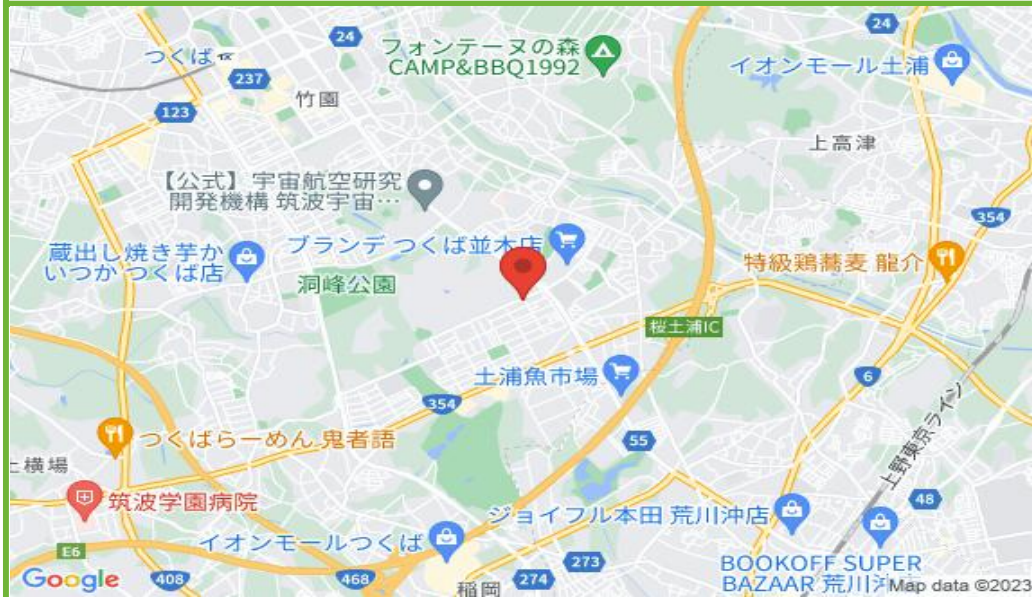 24
24
フォンテーヌの森
CAMP&BBQ1992
つくば
イオンモール土浦
237
竹園
123
上高津
【公式】宇宙航空研究
開発機構 筑波宇宙…
354
ブランデ つくば並木店
蔵出し焼き芋か
いつか つくば店
特級鶏蕎麦 龍介
洞峰公園
桜土浦IC
土浦魚市場
6
354
上野東京ライン
つくばらーめん 鬼者語
55
上横場
筑波学園病院
48
ジョイフル本田 荒川沖店
イオンモールつくば
E6
273
BOOKOFF SUPER
BAZAAR 荒川沖
Google
408
468
稲岡
274
Map data ©2023